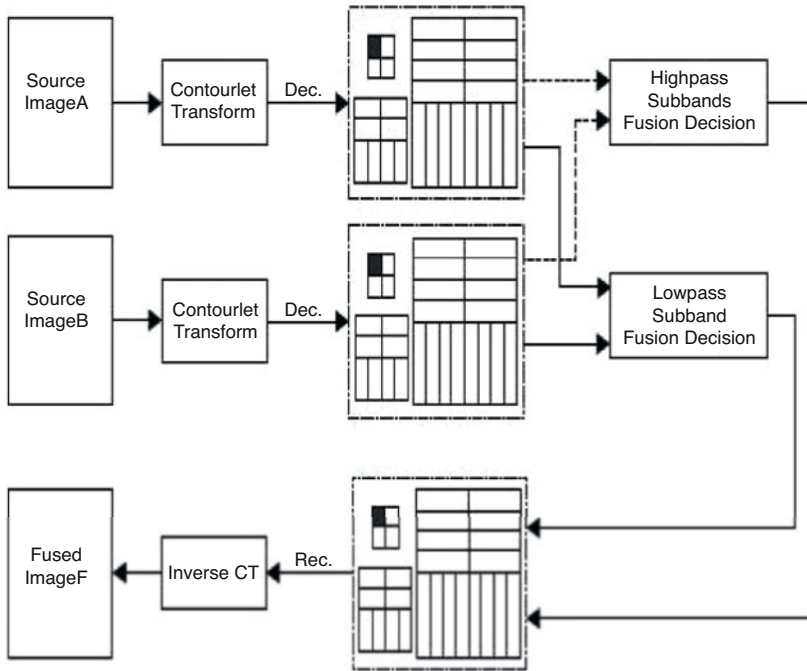 Source
ImageA
Contourlet
Transform
Dec.
Highpass
Subbands
Fusion Decision
Source
ImageB
Contourlet
Transform
Dec.
Lowpass
Subband
Fusion Decision
Fused
ImageF
Inverse CT
Rec.